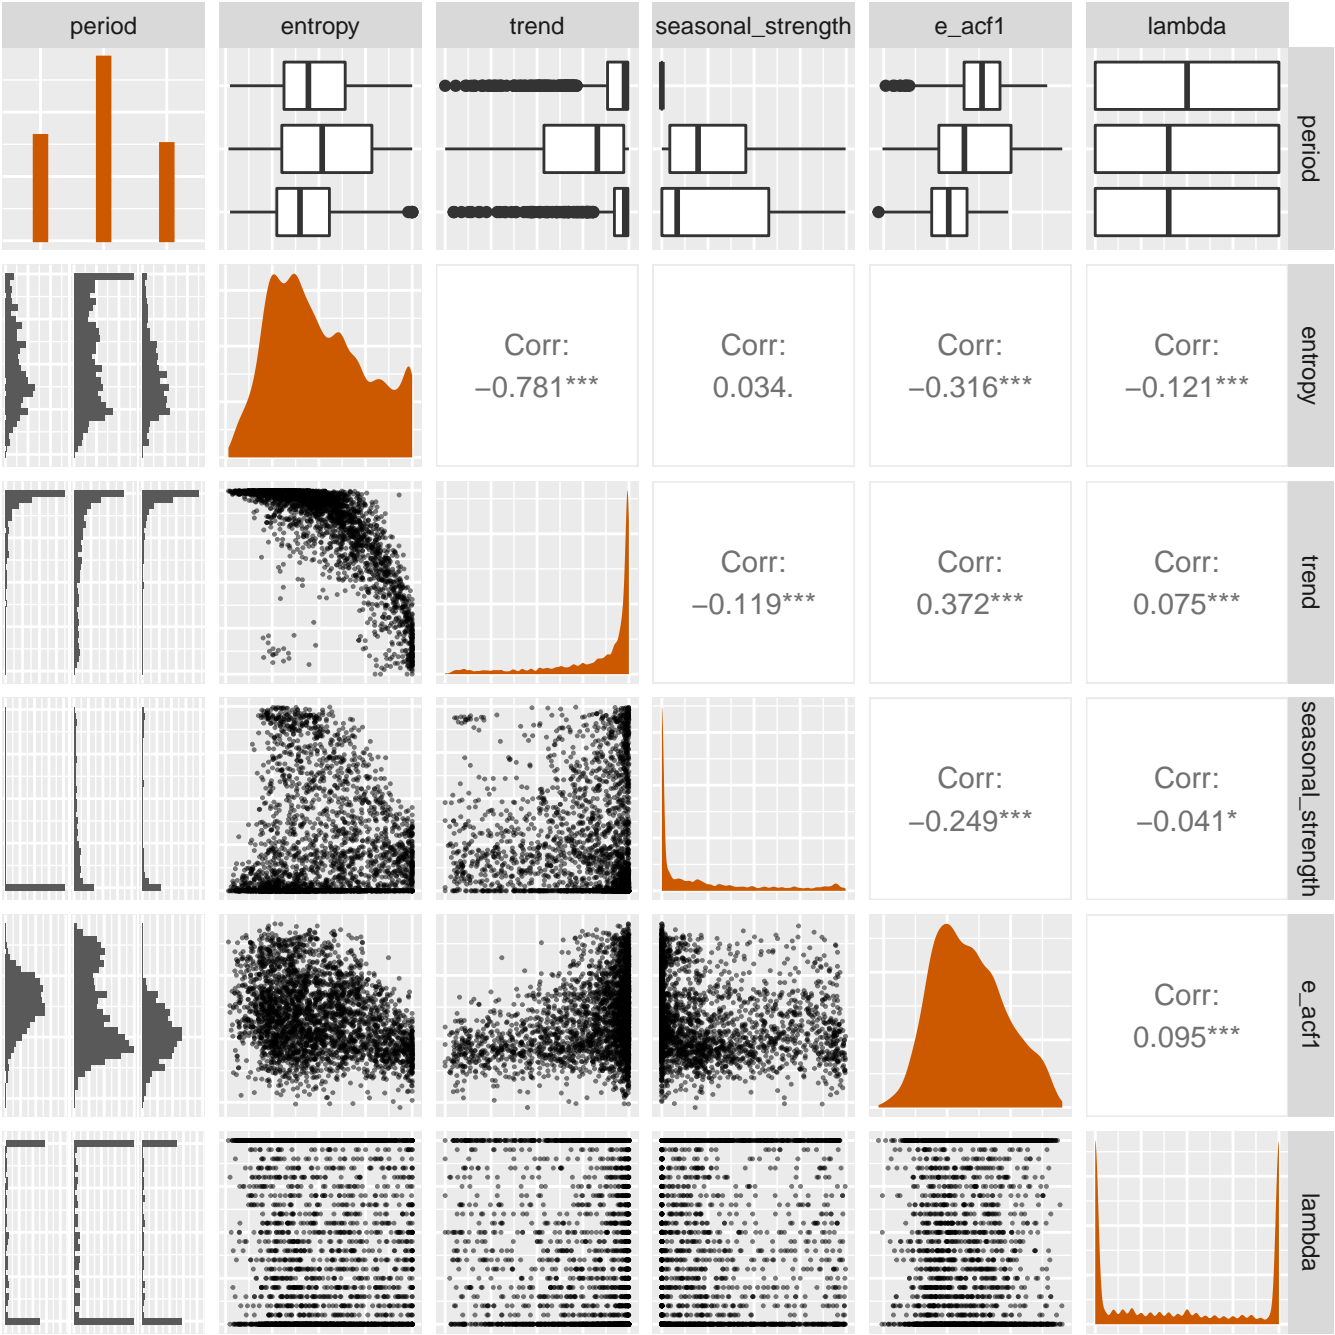 period entropy trend seasonal_strength e_acf1 lambda
period
Corr: Corr: Corr: Corr:
−0.781*** 0.034. −0.316*** −0.121***
entropy
Corr: Corr: Corr:
−0.119*** 0.372*** 0.075***
trend
Corr: Corr:
−0.249*** −0.041*
seasonal_strength
Corr:
0.095***
e_acf1
lambda